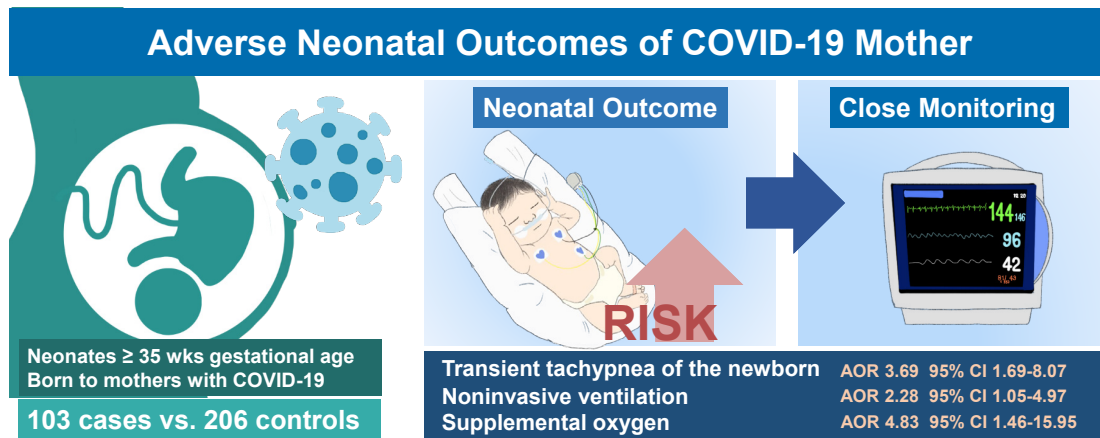 Adverse Neonatal Outcomes of COVID-19 Mother
Neonates ≥ 35 wks gestational age
Born to mothers with COVID-19
103 cases vs. 206 controls
Neonatal Outcome
RISK
Close Monitoring
144 146
96
42
Transient tachypnea of the newborn AOR 3.69 95% CI 1.69-8.07
Noninvasive ventilation AOR 2.28 95% CI 1.05-4.97
Supplemental oxygen AOR 4.83 95% CI 1.46-15.95